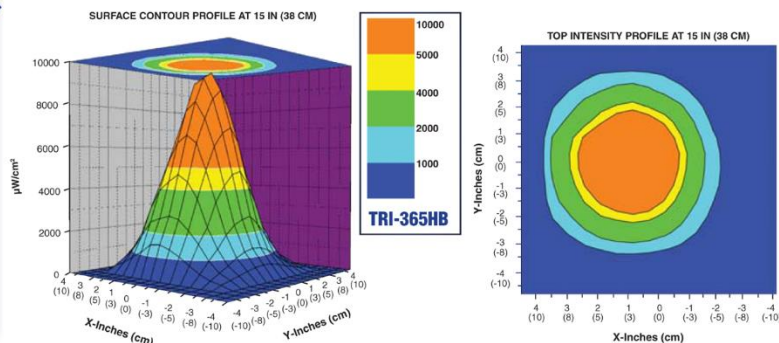 SURFACE CONTOUR PROFILE AT 15 IN (38 CM)
10000
8000
6000
4000
2000
0
µW/cm²
4 3 2 1 0 -1 -2 -3 -4
(10) (8) (5) (3) (0) (-3) (-5) (-8) (-10)
X-Inches (cm)
-4 -3 -2 -1 0 1 2 3 4
(-10) (-8) (-5) (-3) (0) (3) (5) (8) (10)
Y-Inches (cm)
10000
5000
4000
2000
1000
TRI-365HB
TOP INTENSITY PROFILE AT 15 IN (38 CM)
Y-Inches (cm)
4
(10)
3
(8)
2
(5)
1
(3)
0
(0)
-1
(-3)
-2
(-5)
-3
(-8)
-4
(-10)
4 3 2 1 0 -1 -2 -3 -4
(10) (8) (5) (3) (0) (-3) (-5) (-8) (-10)
X-Inches (cm)